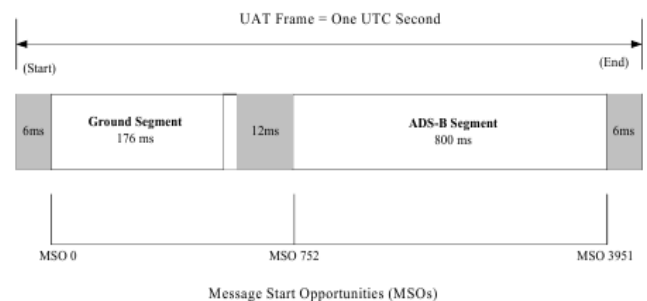 UAT Frame = One UTC Second
(Start)
(End)
6ms
Ground Segment
176 ms
12ms
ADS-B Segment
800 ms
6ms
MSO 0
MSO 752
MSO 3951
Message Start Opportunities (MSOs)